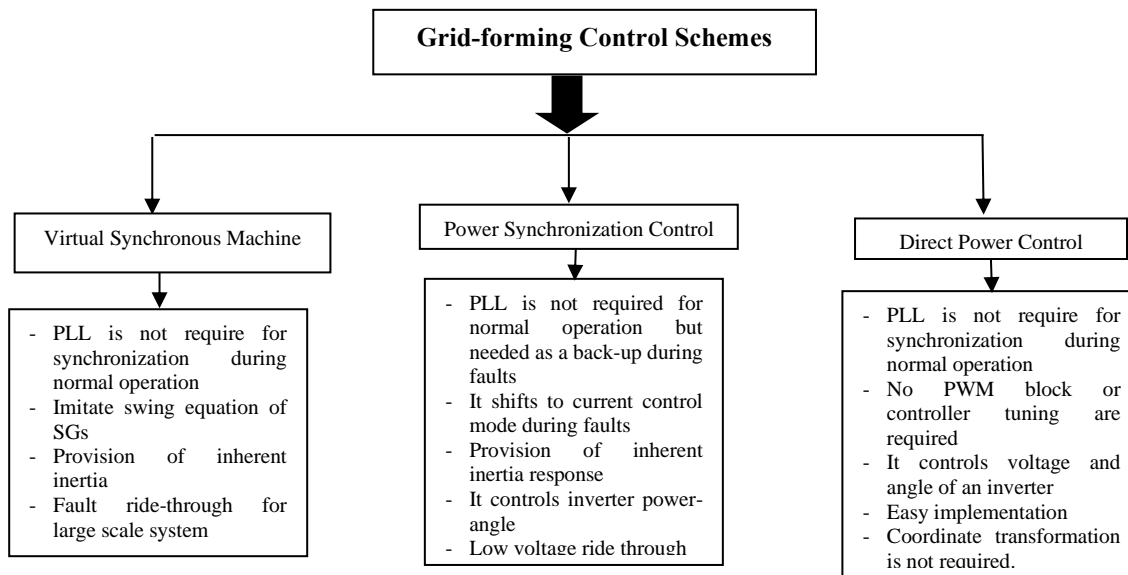 Grid-forming Control Schemes
Virtual Synchronous Machine
- PLL is not require for
synchronization during
normal operation
- Imitate swing equation of
SGs
- Provision of inherent
inertia
- Fault ride-through for
large scale system
Power Synchronization Control
- PLL is not required for
normal operation but
needed as a back-up during
faults
- It shifts to current control
mode during faults
- Provision of inherent
inertia response
- It controls inverter power-
angle
- Low voltage ride through
Direct Power Control
- PLL is not require for
synchronization during
normal operation
- No PWM block or
controller tuning are
required
- It controls voltage and
angle of an inverter
- Easy implementation
- Coordinate transformation
is not required.